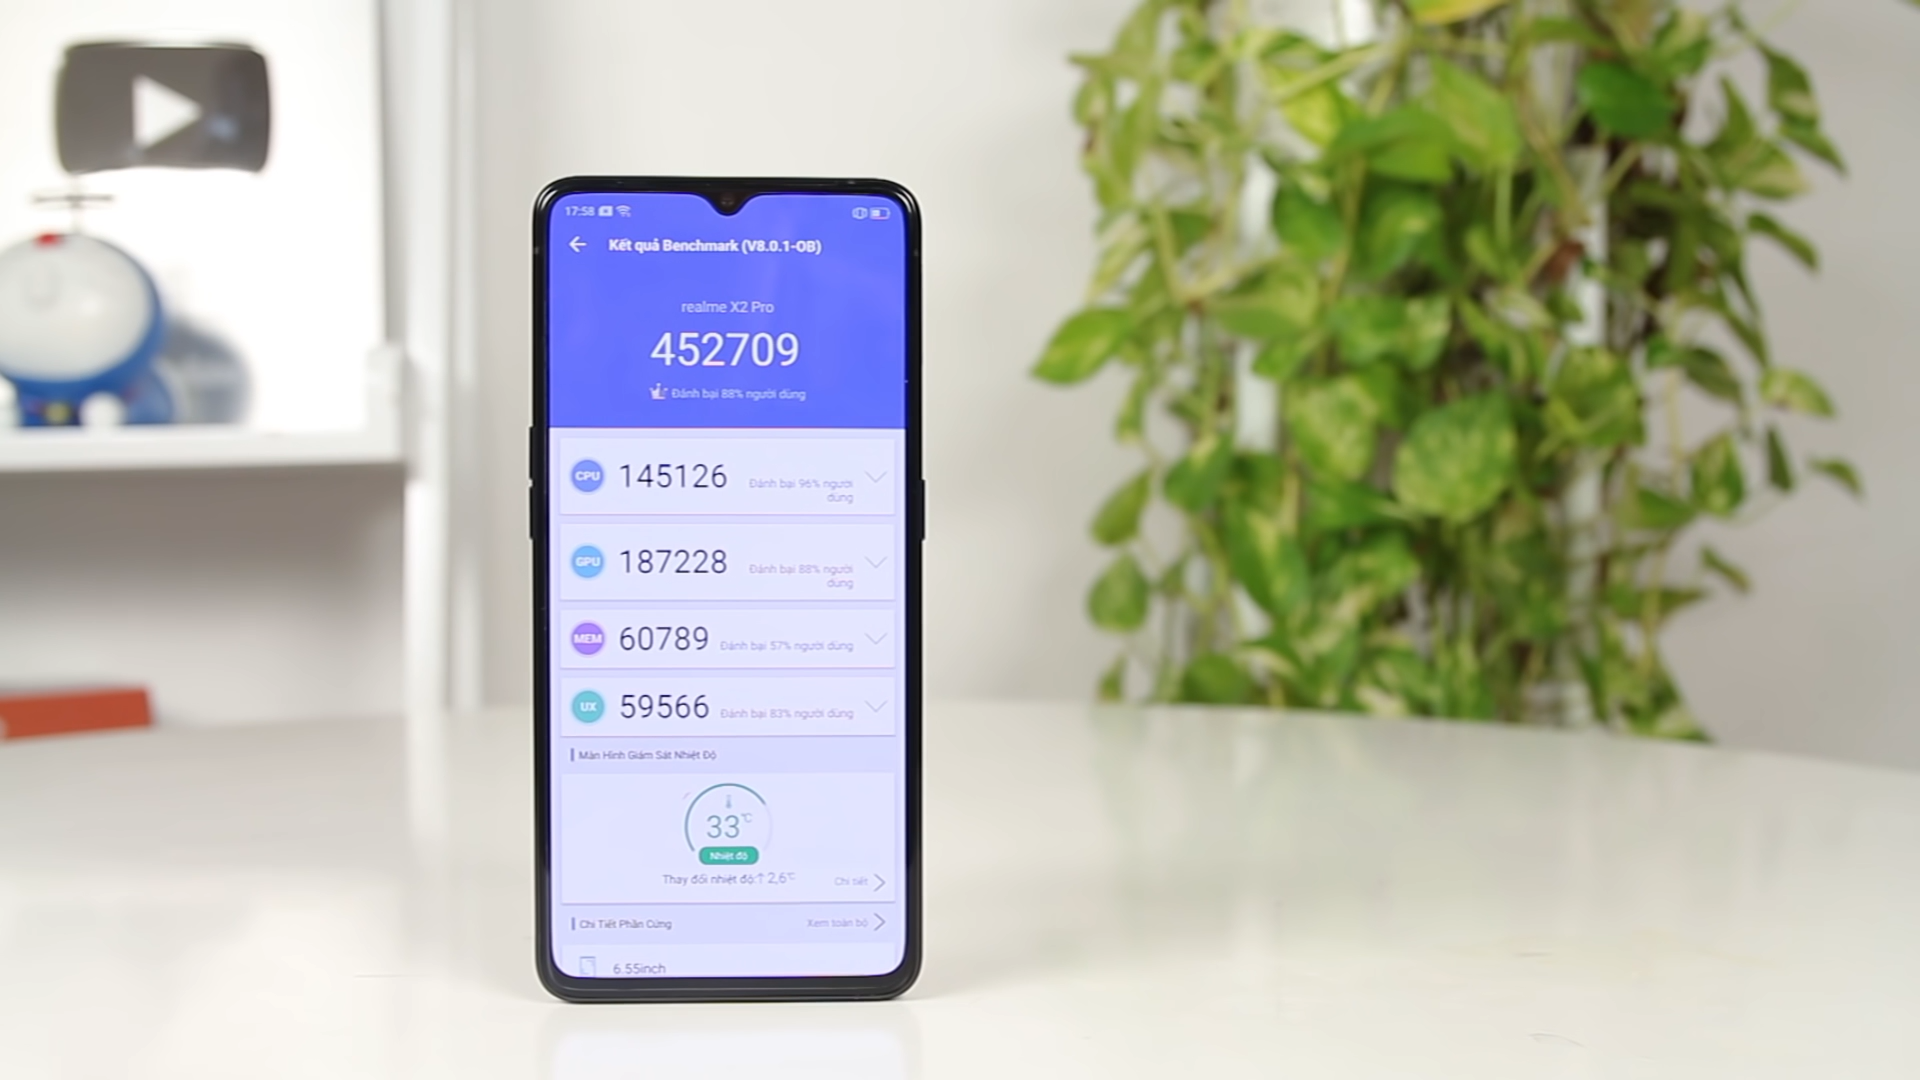 17:58
Kết quả Benchmark (V8.0.1-OB)
realme X2 Pro
452709
Đánh bại 88% người dùng
CPU 145126 Đánh bại 96% người
dùng
GPU 187228 Đánh bại 88% người
dùng
MEM 60789 Đánh bại 57% người dùng
UX 59566 Đánh bại 83% người dùng
Màn Hình Giám Sát Nhiệt Độ
33°C
Nhiệt độ
Thay đổi nhiệt độ:↑ 2,6°C
Chi tiết
Chi Tiết Phần Cứng Xem toàn bộ
6.55inch